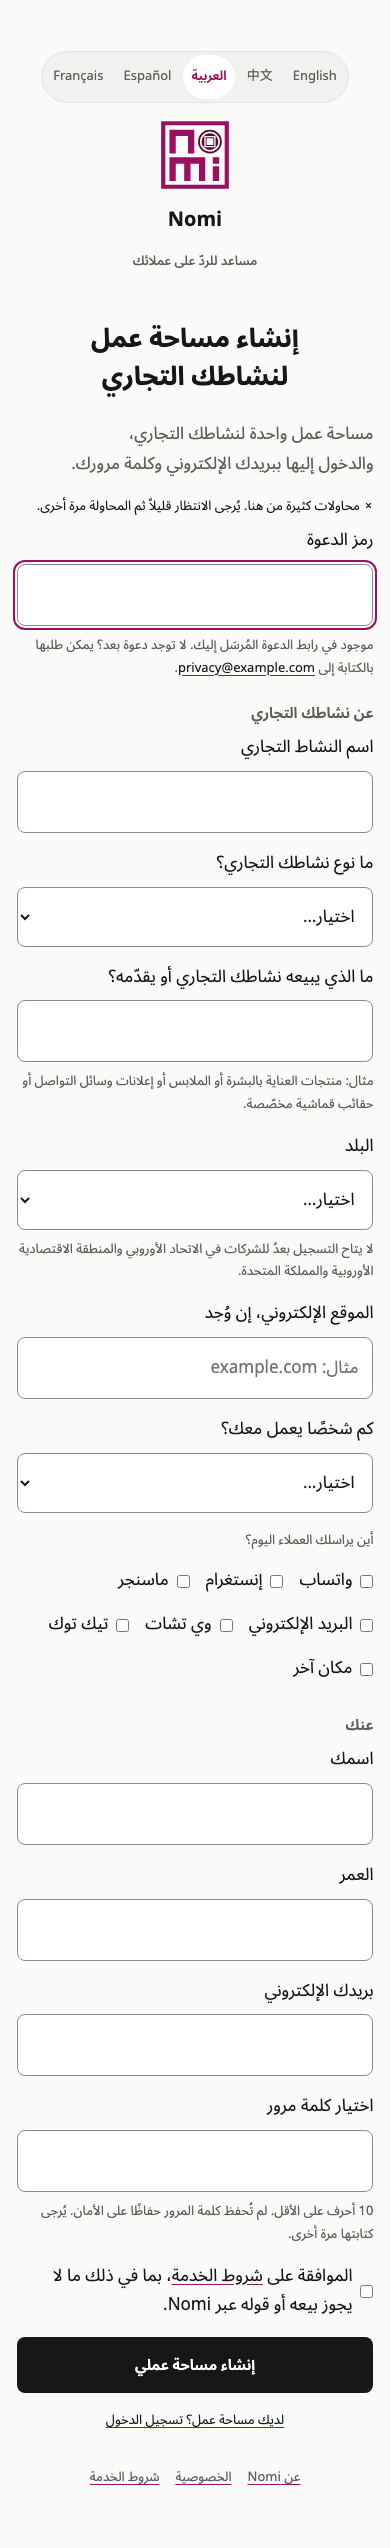 English 中文 العربية Español Français
nomi
Nomi
مساعد للردّ على عملائك
إنشاء مساحة عمل
لنشاطك التجاري
مساحة عمل واحدة لنشاطك التجاري،
والدخول إليها ببريدك الإلكتروني وكلمة مرورك.
× محاولات كثيرة من هنا. يُرجى الانتظار قليلاً ثم المحاولة مرة أخرى.
رمز الدعوة
موجود في رابط الدعوة المُرسَل إليك. لا توجد دعوة بعد؟ يمكن طلبها
بالكتابة إلى privacy@example.com.
عن نشاطك التجاري
اسم النشاط التجاري
ما نوع نشاطك التجاري؟
اختيار...
ما الذي يبيعه نشاطك التجاري أو يقدّمه؟
مثال: منتجات العناية بالبشرة أو الملابس أو إعلانات وسائل التواصل أو
حقائب قماشية مخصّصة.
البلد
اختيار...
لا يتاح التسجيل بعدُ للشركات في الاتحاد الأوروبي والمنطقة الاقتصادية
الأوروبية والمملكة المتحدة.
الموقع الإلكتروني، إن وُجد
مثال: example.com
كم شخصًا يعمل معك؟
اختيار...
أين يراسلك العملاء اليوم؟
واتساب إنستغرام ماسنجر
البريد الإلكتروني وي تشات تيك توك
مكان آخر
عنك
اسمك
العمر
بريدك الإلكتروني
اختيار كلمة مرور
10 أحرف على الأقل. لم تُحفظ كلمة المرور حفاظًا على الأمان. يُرجى
كتابتها مرة أخرى.
الموافقة على شروط الخدمة، بما في ذلك ما لا
يجوز بيعه أو قوله عبر Nomi.
إنشاء مساحة عملي
لديك مساحة عمل؟ تسجيل الدخول
عن Nomi الخصوصية شروط الخدمة